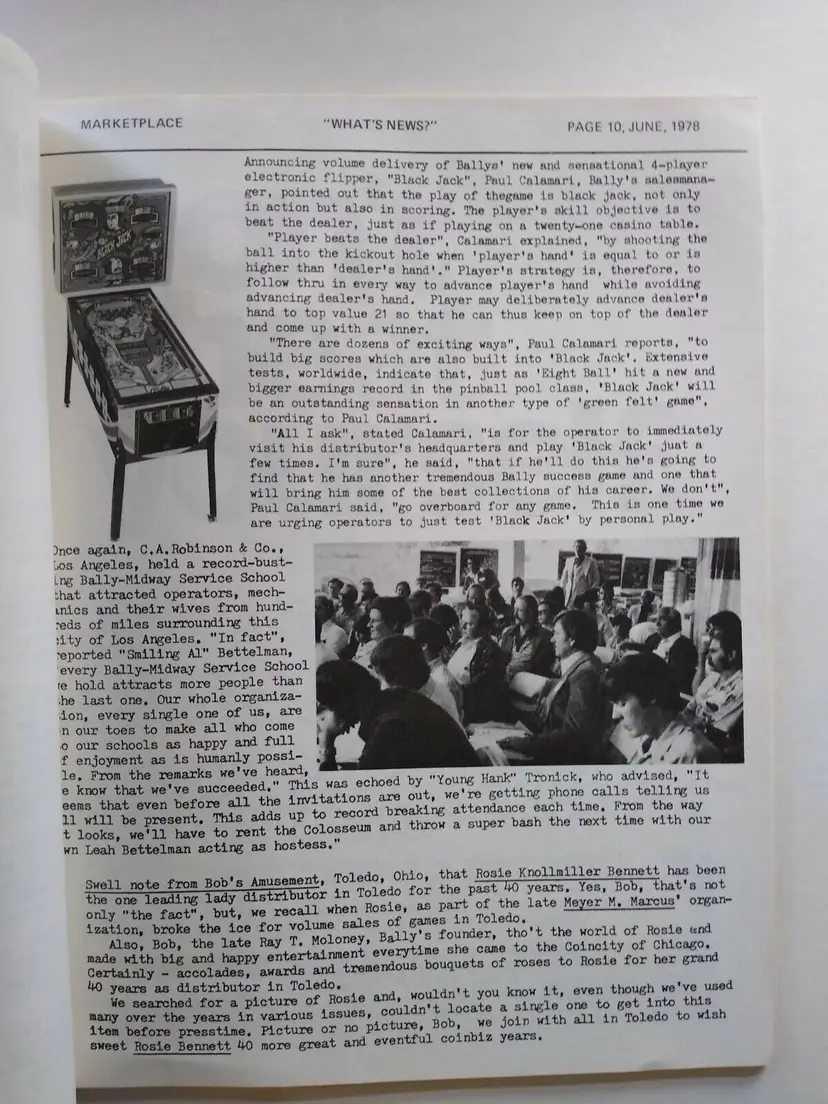 MARKETPLACE "WHAT'S NEWS?" PAGE 10, JUNE, 1978
Announcing volume delivery of Ballys' new and sensational 4-player
electronic flipper, "Black Jack", Paul Calamari, Bally's salesmana-
ger, pointed out that the play of thegame is black jack, not only
in action but also in scoring. The player's skill objective is to
beat the dealer, just as if playing on a twenty-one casino table.
"Player beats the dealer", Calamari explained, "by shooting the
ball into the kickout hole when 'player's hand' is equal to or is
higher than 'dealer's hand'." Player's strategy is, therefore, to
follow thru in every way to advance player's hand while avoiding
advancing dealer's hand. Player may deliberately advance dealer's
hand to top value 21 so that he can thus keep on top of the dealer
and come up with a winner.
"There are dozens of exciting ways", Paul Calamari reports, "to
build big scores which are also built into 'Black Jack'. Extensive
tests, worldwide, indicate that, just as 'Eight Ball' hit a new and
bigger earnings record in the pinball pool class, 'Black Jack' will
be an outstanding sensation in another type of 'green felt' game",
according to Paul Calamari.
"All I ask", stated Calamari, "is for the operator to immediately
visit his distributor's headquarters and play 'Black Jack' just a
few times. I'm sure", he said, "that if he'll do this he's going to
find that he has another tremendous Bally success game and one that
will bring him some of the best collections of his career. We don't",
Paul Calamari said, "go overboard for any game. This is one time we
are urging operators to just test 'Black Jack' by personal play."
BLACK JACK
Once again, C.A.Robinson & Co.,
Los Angeles, held a record-bust-
ing Bally-Midway Service School
that attracted operators, mech-
anics and their wives from hund-
reds of miles surrounding this
city of Los Angeles. "In fact",
reported "Smiling Al" Bettelman,
every Bally-Midway Service School
e hold attracts more people than
he last one. Our whole organiza-
ion, every single one of us, are
n our toes to make all who come
o our schools as happy and full
f enjoyment as is humanly possi-
le. From the remarks we've heard,
e know that we've succeeded." This was echoed by "Young Hank" Tronick, who advised, "It
eems that even before all the invitations are out, we're getting phone calls telling us
ll will be present. This adds up to record breaking attendance each time. From the way
t looks, we'll have to rent the Colosseum and throw a super bash the next time with our
wn Leah Bettelman acting as hostess."
Swell note from Bob's Amusement, Toledo, Ohio, that Rosie Knollmiller Bennett has been
the one leading lady distributor in Toledo for the past 40 years. Yes, Bob, that's not
only "the fact", but, we recall when Rosie, as part of the late Meyer M. Marcus' organ-
ization, broke the ice for volume sales of games in Toledo.
Also, Bob, the late Ray T. Moloney, Bally's founder, tho't the world of Rosie and
made with big and happy entertainment everytime she came to the Coincity of Chicago.
Certainly - accolades, awards and tremendous bouquets of roses to Rosie for her grand
40 years as distributor in Toledo.
We searched for a picture of Rosie and, wouldn't you know it, even though we've used
many over the years in various issues, couldn't locate a single one to get into this
item before presstime. Picture or no picture, Bob, we join with all in Toledo to wish
sweet Rosie Bennett 40 more great and eventful coinbiz years.